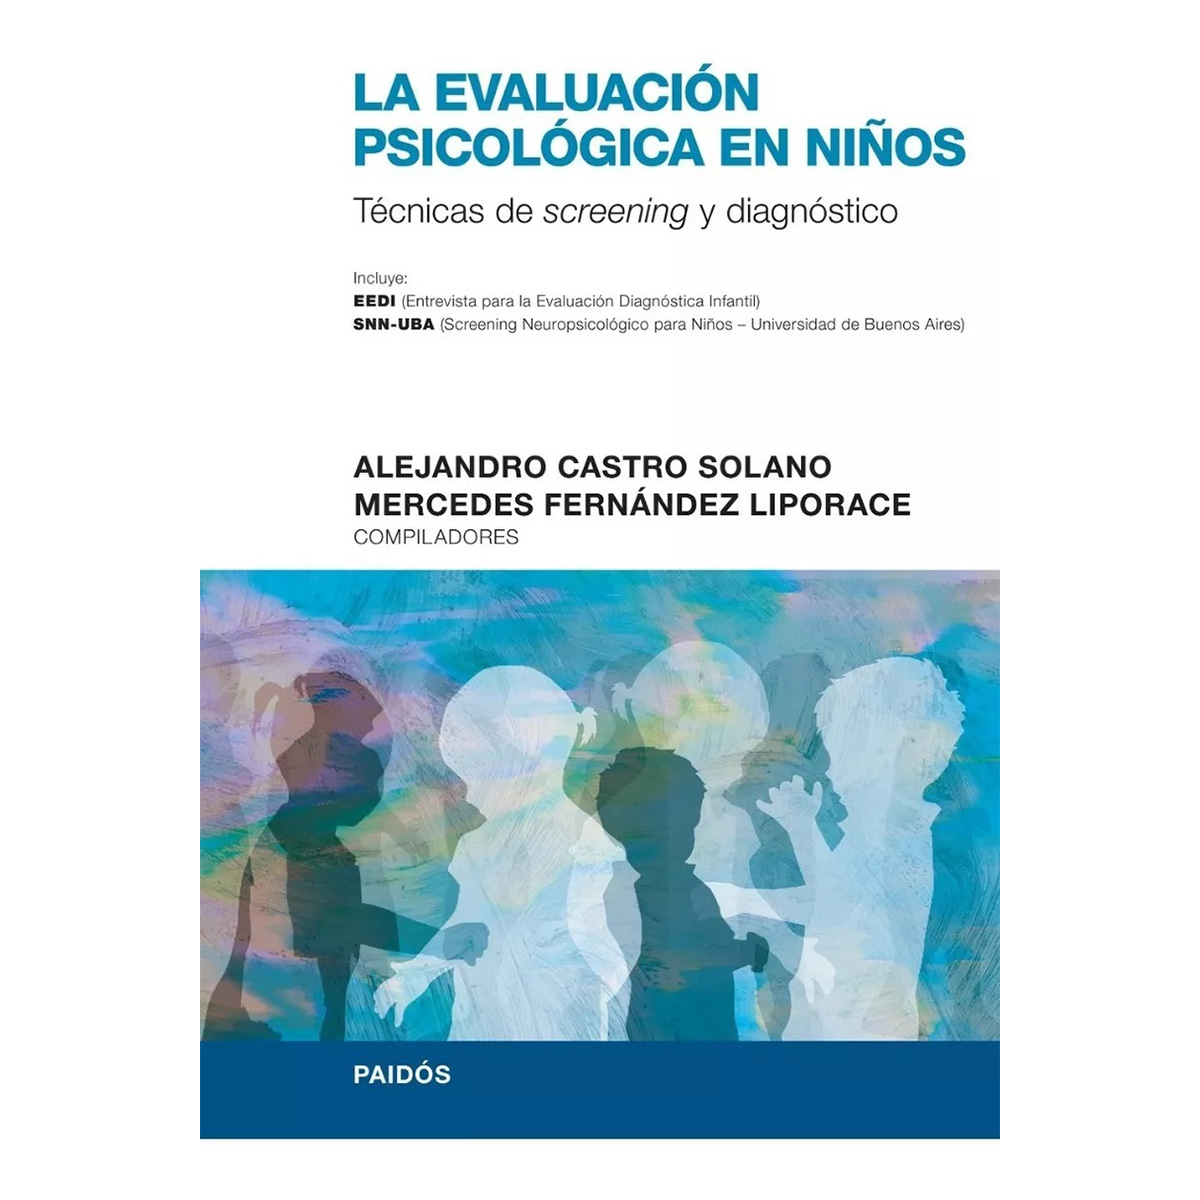 LA EVALUACIÓN
PSICOLÓGICA EN NIÑOS
Técnicas de screening y diagnóstico
Incluye:
EEDI (Entrevista para la Evaluación Diagnóstica Infantil)
SNN-UBA (Screening Neuropsicológico para Niños – Universidad de Buenos Aires)
ALEJANDRO CASTRO SOLANO
MERCEDES FERNÁNDEZ LIPORACE
COMPILADORES
PAIDÓS